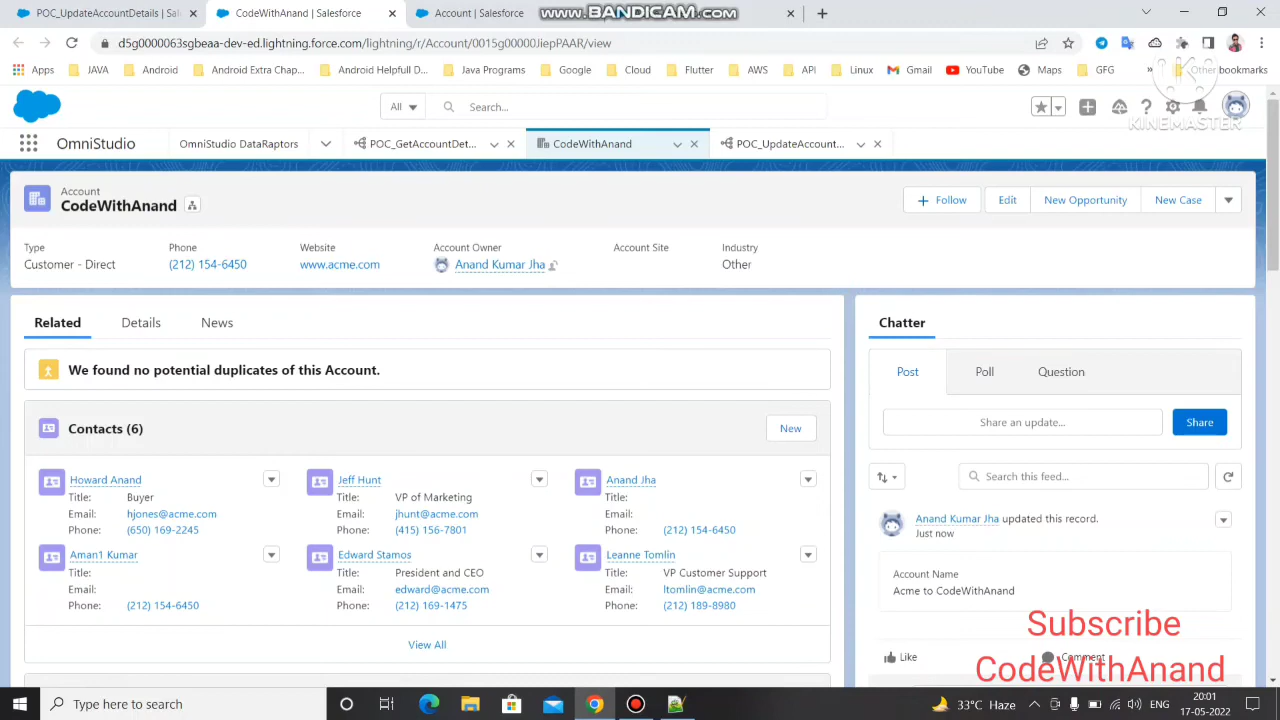 POC_UpdateAccountDetails | Sale
CodeWithAnand | Salesforce
Account | Salesforce
www.BANDICAM.com
d5g0000063sgbeaa-dev-ed.lightning.force.com/lightning/r/Account/0015g00000JiepPAAR/view
Apps JAVA Android Android Extra Chap... Android Helpfull D... Java Programs Google Cloud Flutter AWS API Linux Gmail YouTube Maps GFG » Other bookmarks
All Search...
KINEMASTER
OmniStudio OmniStudio DataRaptors POC_GetAccountDet... CodeWithAnand POC_UpdateAccount...
Account
CodeWithAnand
Follow Edit New Opportunity New Case
Type Phone Website Account Owner Account Site Industry
Customer - Direct (212) 154-6450 www.acme.com Anand Kumar Jha Other
Related Details News
We found no potential duplicates of this Account.
Contacts (6) New
Howard Anand Jeff Hunt Anand Jha
Title: Buyer Title: VP of Marketing Title:
Email: hjones@acme.com Email: jhunt@acme.com Email:
Phone: (650) 169-2245 Phone: (415) 156-7801 Phone: (212) 154-6450
Aman1 Kumar Edward Stamos Leanne Tomlin
Title: Title: President and CEO Title: VP Customer Support
Email: Email: edward@acme.com Email: ltomlin@acme.com
Phone: (212) 154-6450 Phone: (212) 169-1475 Phone: (212) 189-8980
View All
Chatter
Post Poll Question
Share an update... Share
Search this feed...
Anand Kumar Jha updated this record.
Just now
Account Name
Acme to CodeWithAnand
Like Comment
Subscribe
CodeWithAnand
Type here to search
33°C Haze ENG 20:01
17-05-2022